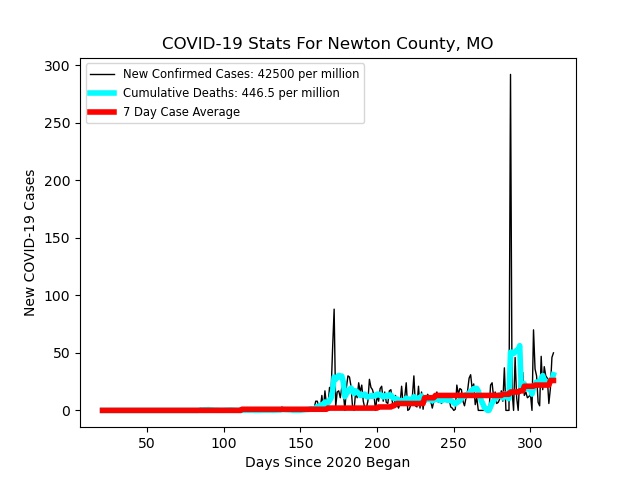 COVID-19 Stats For Newton County, MO
New Confirmed Cases: 42500 per million
Cumulative Deaths: 446.5 per million
7 Day Case Average
300
250
200
150
100
50
0
New COVID-19 Cases
50 100 150 200 250 300
Days Since 2020 Began